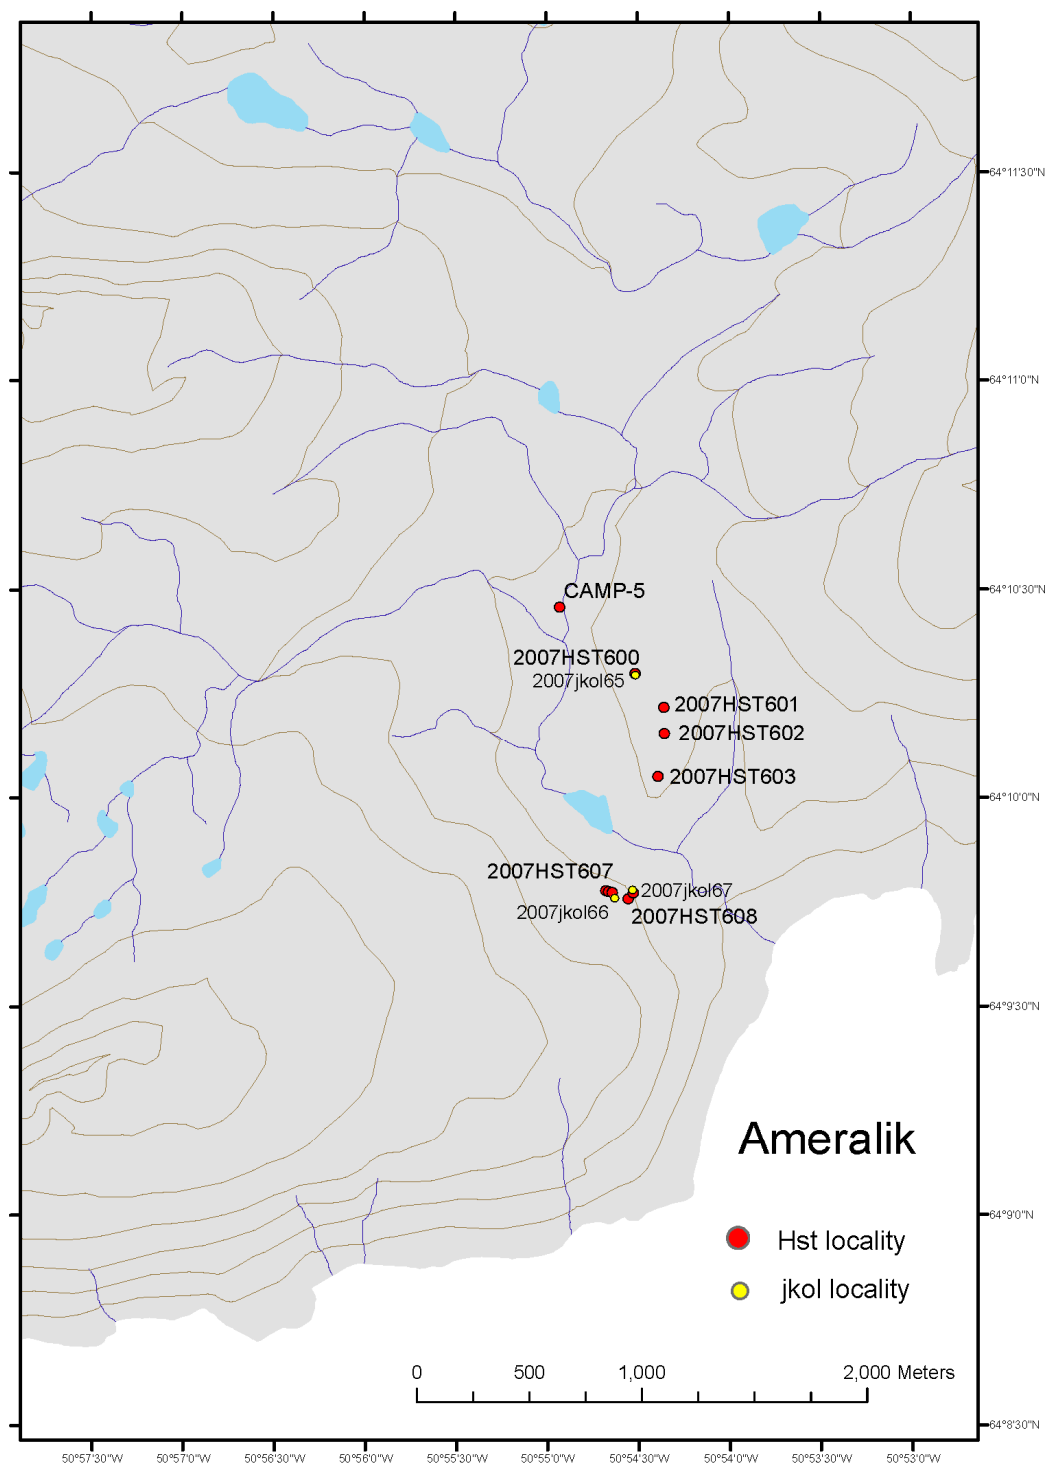 64°11'30"N
64°11'0"N
CAMP-5
64°10'30"N
2007HST600
2007jkol65
2007HST601
2007HST602
2007HST603
64°10'0"N
2007HST607
2007jkol67
2007jkol66
2007HST608
64°9'30"N
Ameralik
64°9'0"N
Hst locality
jkol locality
0 500 1,000 2,000 Meters
64°8'30"N
50°57'30"W 50°57'0"W 50°56'30"W 50°56'0"W 50°55'30"W 50°55'0"W 50°54'30"W 50°54'0"W 50°53'30"W 50°53'0"W